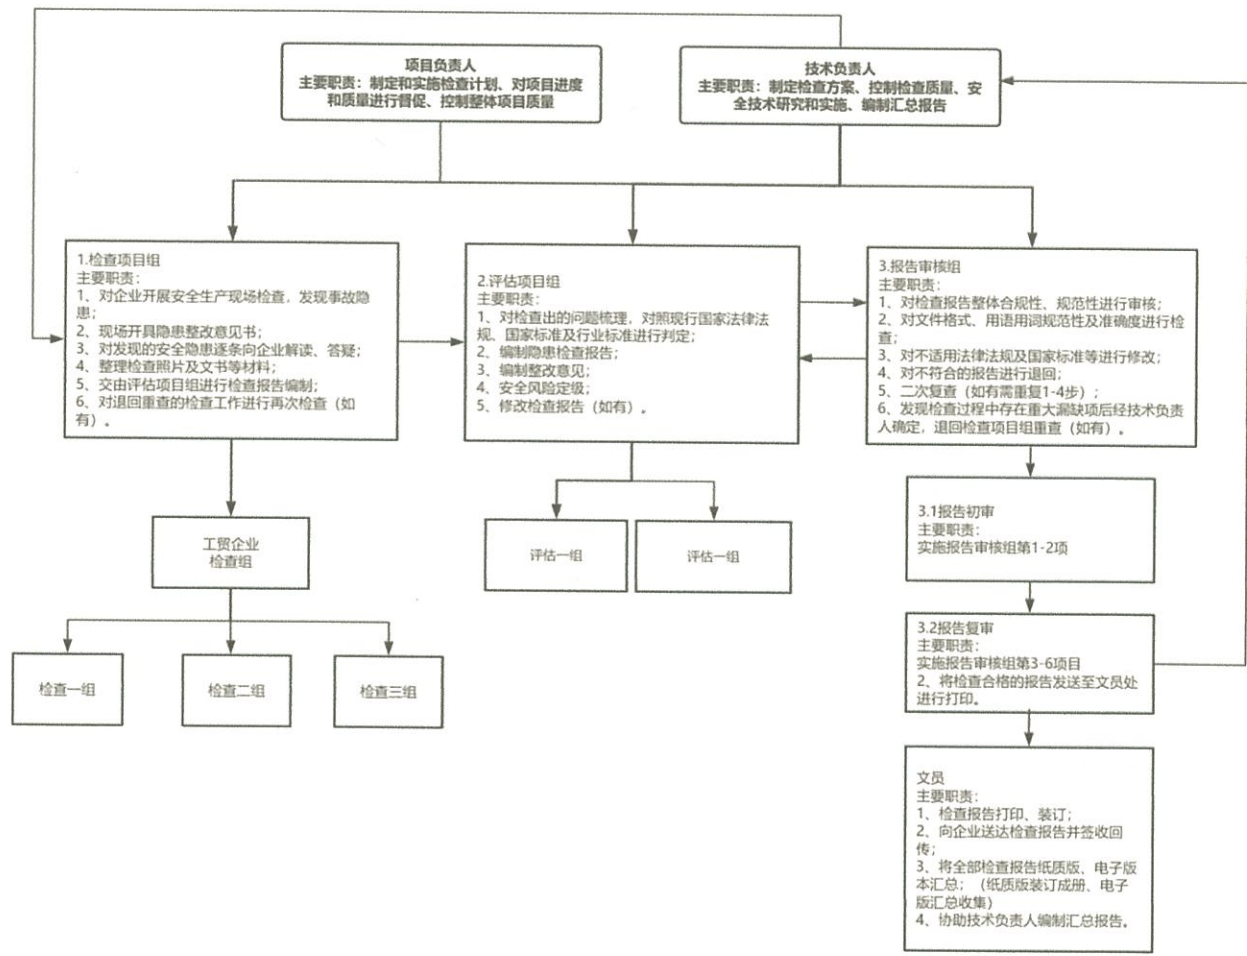 项目负责人
主要职责：制定和实施检查计划、对项目进度
和质量进行督促、控制整体项目质量
技术负责人
主要职责：制定检查方案、控制检查质量、安
全技术研究和实施、编制汇总报告
1.检查项目组
主要职责：
1、对企业开展安全生产现场检查，发现事故隐
患；
2、现场开具隐患整改意见书；
3、对发现的安全隐患逐条向企业解读、答疑；
4、整理检查照片及文书等材料；
5、交由评估项目组进行检查报告编制；
6、对退回重查的检查工作进行再次检查（如
有）。
2.评估项目组
主要职责：
1、对检查出的问题梳理，对照现行国家法律法
规、国家标准及行业标准进行判定；
2、编制隐患检查报告；
3、编制整改意见；
4、安全风险定级；
5、修改检查报告（如有）。
3.报告审核组
主要职责：
1、对检查报告整体合规性、规范性进行审核；
2、对文件格式、用语用词规范性及准确度进行检
查；
3、对不适用法律法规及国家标准等进行修改；
4、对不符合的报告进行退回；
5、二次复查（如有需重复1-4步）；
6、发现检查过程中存在重大漏缺项后经技术负责
人确定，退回检查项目组重查（如有）。
工贸企业
检查组
检查一组
检查二组
检查三组
评估一组
评估一组
3.1报告初审
主要职责：
实施报告审核组第1-2项
3.2报告复审
主要职责：
实施报告审核组第3-6项目
2、将检查合格的报告发送至文员处
进行打印。
文员
主要职责：
1、检查报告打印、装订；
2、向企业送达检查报告并签收回
传；
3、将全部检查报告纸质版、电子版
本汇总；（纸质版装订成册、电子
版汇总收集）
4、协助技术负责人编制汇总报告。